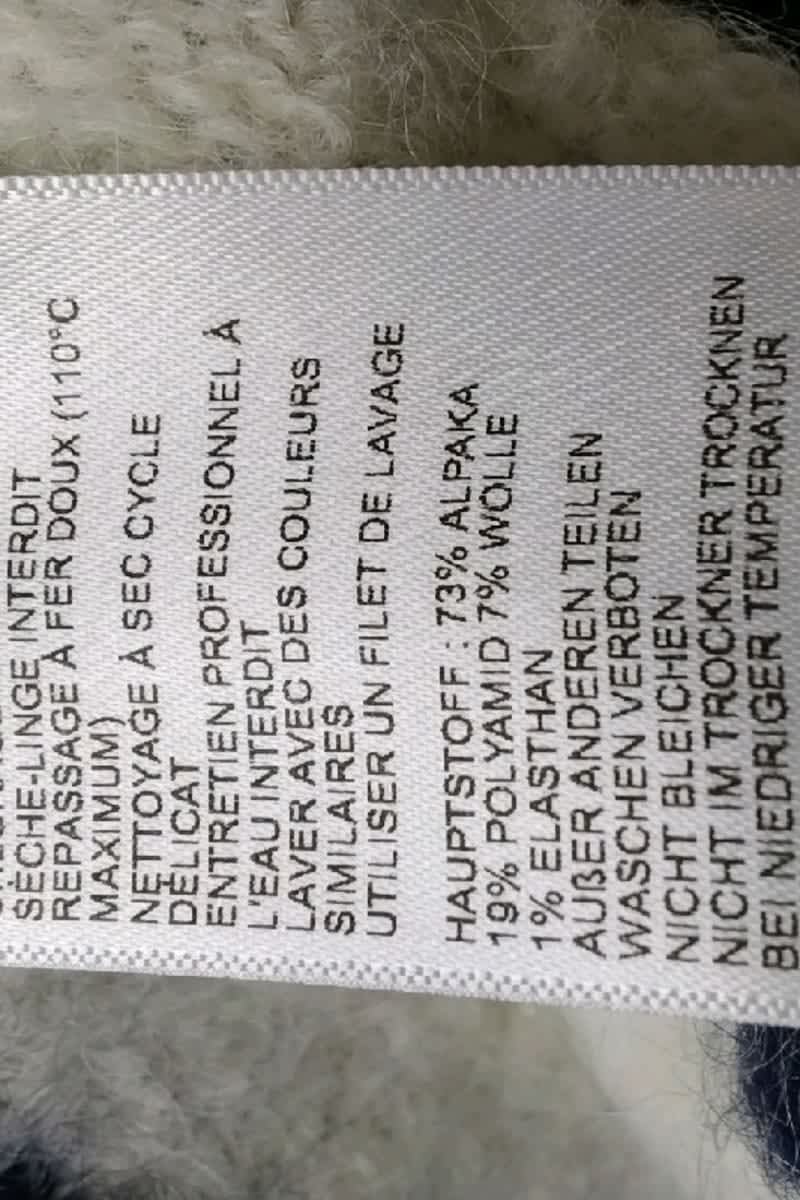 SÈCHE-LINGE INTERDIT
REPASSAGE À FER DOUX (110°C
MAXIMUM)
NETTOYAGE À SEC CYCLE
DÉLICAT
ENTRETIEN PROFESSIONNEL À
L'EAU INTERDIT
LAVER AVEC DES COULEURS
SIMILAIRES
UTILISER UN FILET DE LAVAGE
HAUPTSTOFF : 73% ALPAKA
19% POLYAMID 7% WOLLE
1% ELASTHAN
AUßER ANDEREN TEILEN
WASCHEN VERBOTEN
NICHT BLEICHEN
NICHT IM TROCKNER TROCKNEN
BEI NIEDRIGER TEMPERATUR